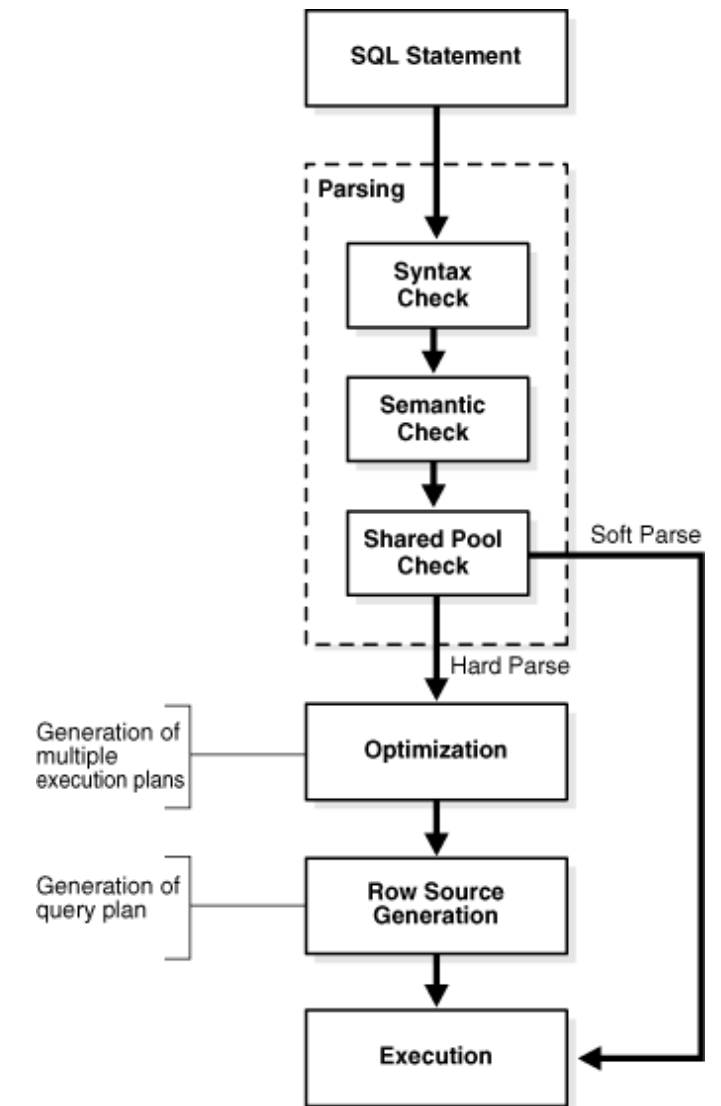 SQL Statement
Parsing
Syntax
Check
Semantic
Check
Shared Pool
Check
Soft Parse
Hard Parse
Generation of
multiple
execution plans
Optimization
Generation of
query plan
Row Source
Generation
Execution